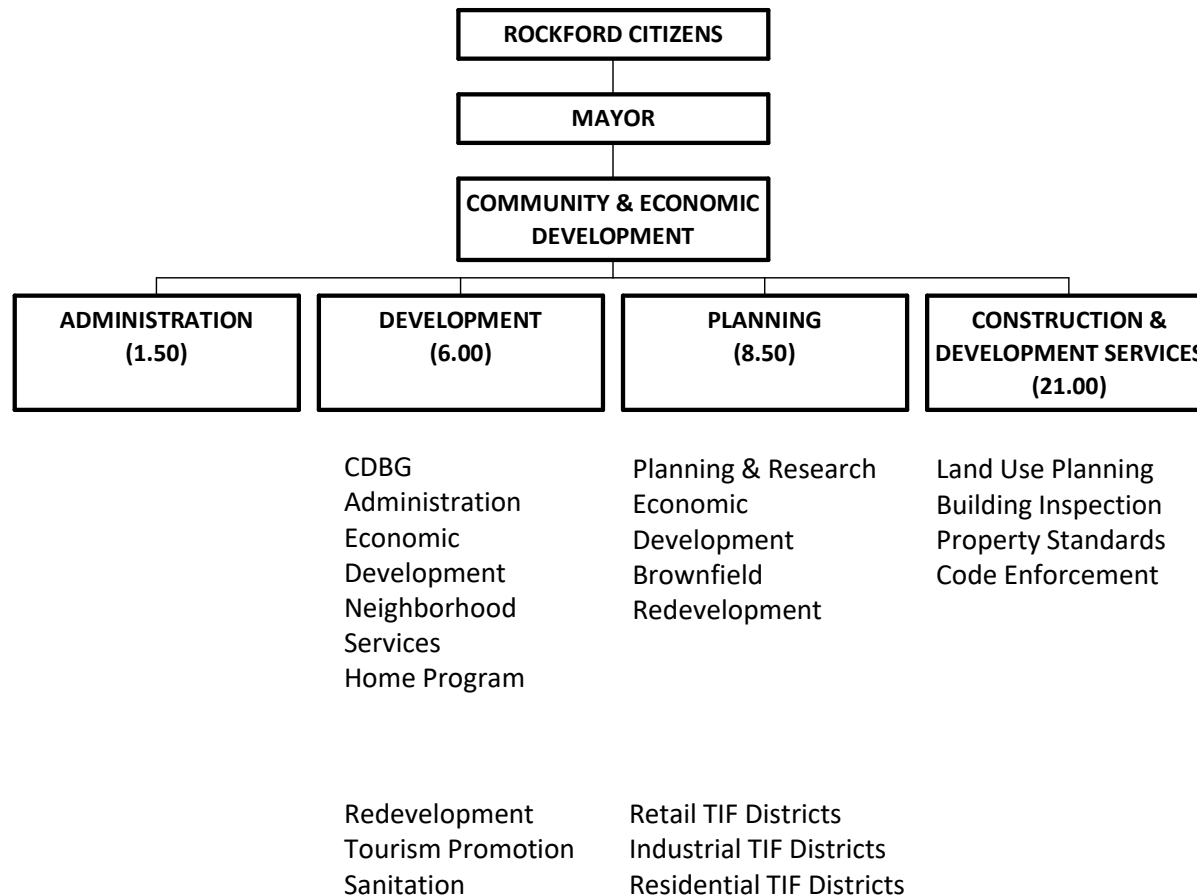 ROCKFORD CITIZENS
MAYOR
COMMUNITY & ECONOMIC
DEVELOPMENT
ADMINISTRATION
(1.50)
DEVELOPMENT
(6.00)
PLANNING
(8.50)
CONSTRUCTION &
DEVELOPMENT SERVICES
(21.00)
CDBG
Administration
Economic
Development
Neighborhood
Services
Home Program
Planning & Research
Economic
Development
Brownfield
Redevelopment
Land Use Planning
Building Inspection
Property Standards
Code Enforcement
Redevelopment
Tourism Promotion
Sanitation
Retail TIF Districts
Industrial TIF Districts
Residential TIF Districts